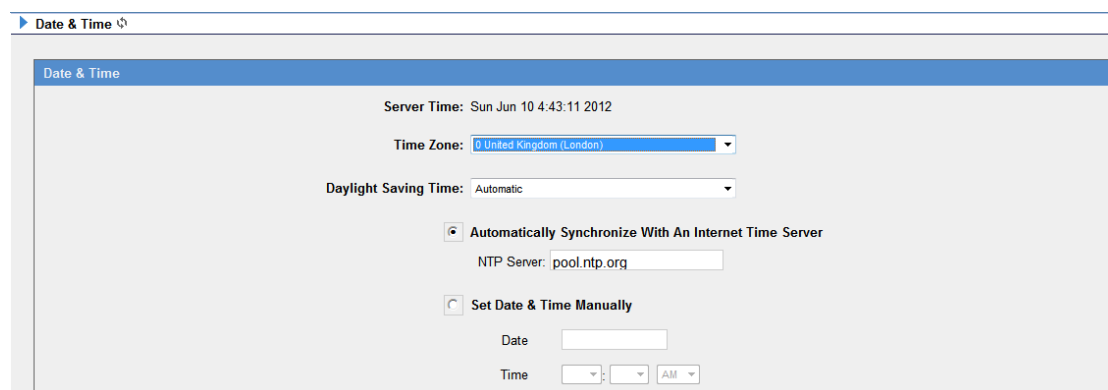 Date & Time
Date & Time
Server Time: Sun Jun 10 4:43:11 2012
Time Zone: 0 United Kingdom (London)
Daylight Saving Time: Automatic
Automatically Synchronize With An Internet Time Server
NTP Server: pool.ntp.org
Set Date & Time Manually
Date
Time : AM